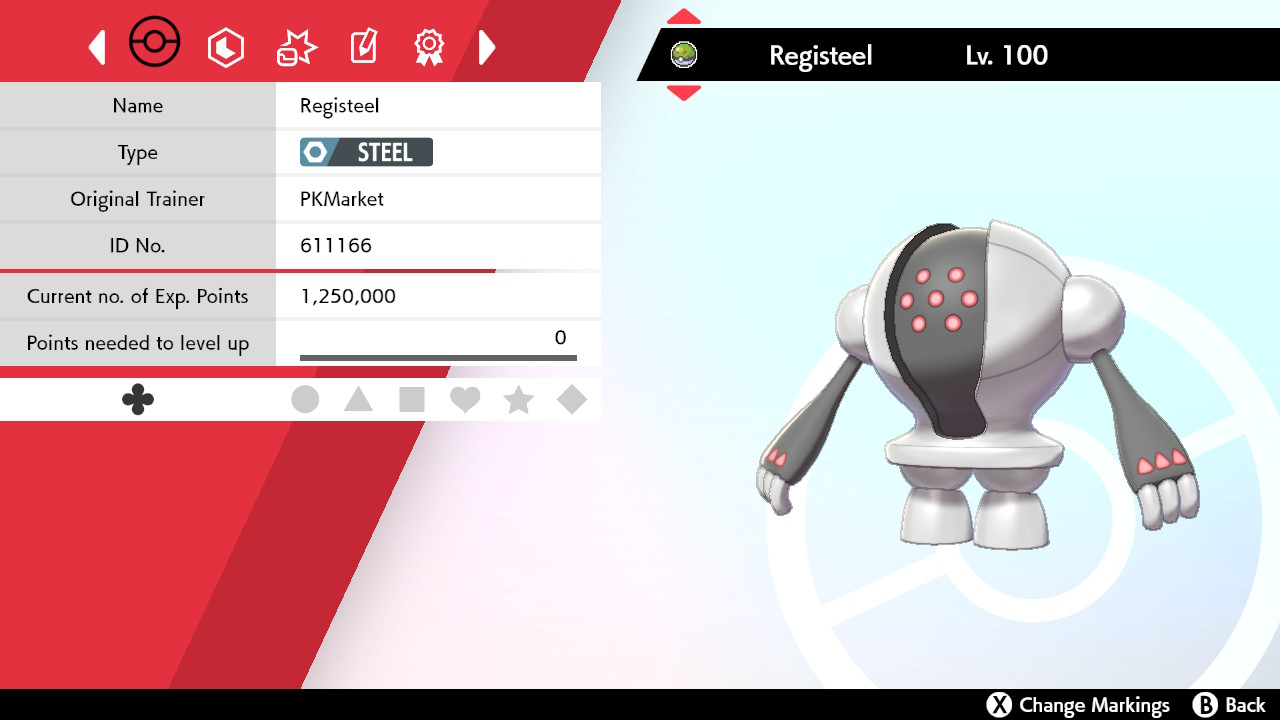 Registeel Lv. 100
Name Registeel
Type STEEL
Original Trainer PKMarket
ID No. 611166
Current no. of Exp. Points 1,250,000
Points needed to level up 0
X Change Markings B Back